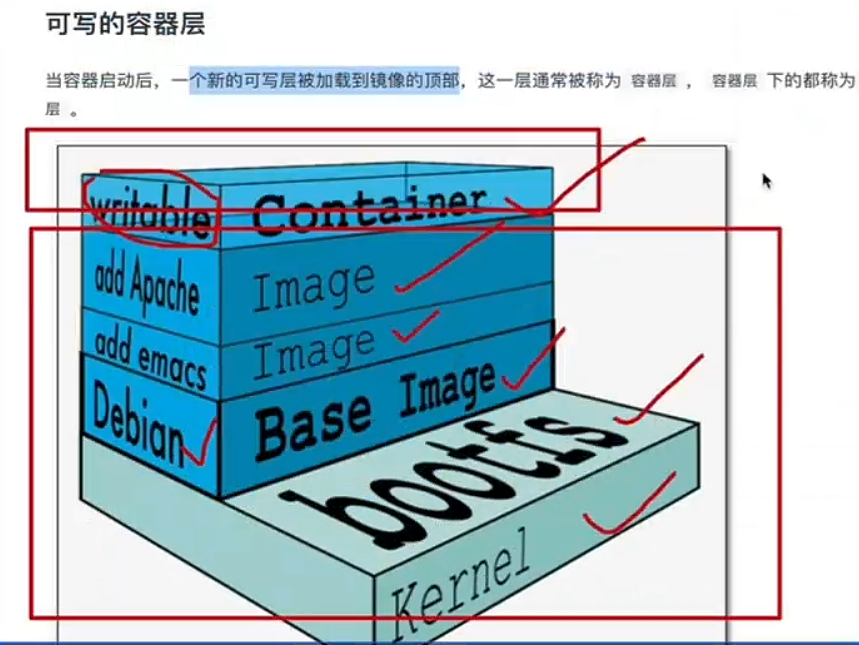 可写的容器层
当容器启动后，一个新的可写层被加载到镜像的顶部，这一层通常被称为 容器层 ， 容器层 下的都称为
层 。
writable Container
add Apache Image
add emacs Image
Debian Base Image
bootfs
Kernel